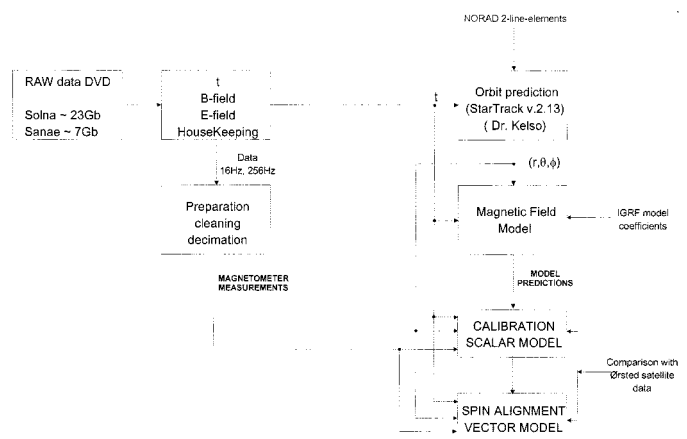 NORAD 2-line-elements
RAW data DVD
Solna ~ 23Gb
Sanae ~ 7Gb
t
B-field
E-field
HouseKeeping
t
Orbit prediction
(StarTrack v.2.13)
( Dr. Kelso)
Data
16Hz, 256Hz
(r,θ,ϕ)
Preparation
cleaning
decimation
Magnetic Field
Model
IGRF model
coefficients
MAGNETOMETER
MEASUREMENTS
MODEL
PREDICTIONS
CALIBRATION
SCALAR MODEL
Comparison with
Ørsted satellite
data
SPIN ALIGNMENT
VECTOR MODEL